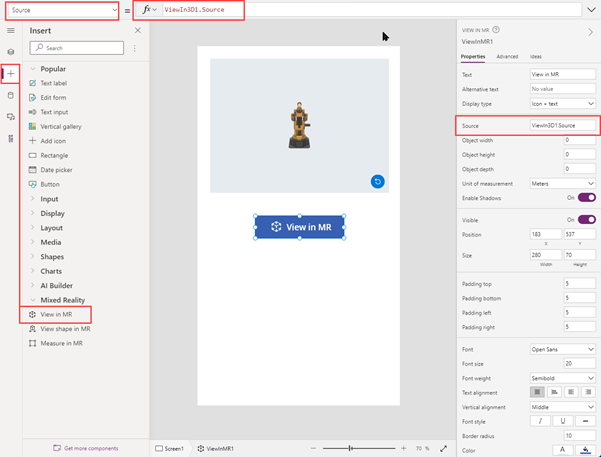 Source
=
fx
ViewIn3D1.Source
Insert
Search
Popular
Text label
Edit form
Text input
Vertical gallery
Add icon
Rectangle
Date picker
Button
Input
Display
Layout
Media
Shapes
Charts
AI Builder
Mixed Reality
View in MR
View shape in MR
Measure in MR
Get more components
View in MR
Screen1
ViewInMR1
70 %
VIEW IN MR
ViewInMR1
Properties Advanced Ideas
Text View in MR
Alternative text No value
Display type Icon + text
Source ViewIn3D1.Source
Object width 0
Object height 0
Object depth 0
Unit of measurement Meters
Enable Shadows On
Visible On
Position 183 537
X Y
Size 280 70
Width Height
Padding top 5
Padding bottom 5
Padding left 5
Padding right 5
Font Open Sans
Font size 20
Font weight Semibold
Text alignment
Vertical alignment Middle
Font style / U
Border radius 10
Color A